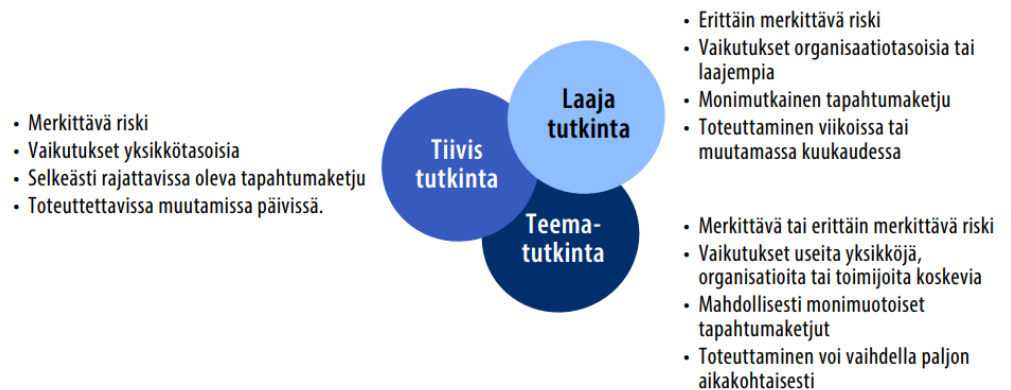 • Merkittävä riski
• Vaikutukset yksikkötasoisia
• Selkeästi rajattavissa oleva tapahtumaketju
• Toteuttettavissa muutamissa päivissä.
Tiivis
tutkinta
Laaja
tutkinta
• Erittäin merkittävä riski
• Vaikutukset organisaatiotasoisia tai
laajempia
• Monimutkainen tapahtumaketju
• Toteuttaminen viikoissa tai
muutamassa kuukaudessa
Teema-
tutkinta
• Merkittävä tai erittäin merkittävä riski
• Vaikutukset useita yksikköjä,
organisaatioita tai toimijoita koskevia
• Mahdollisesti monimuotoiset
tapahtumaketjut
• Toteuttaminen voi vaihdella paljon
aikakohtaisesti